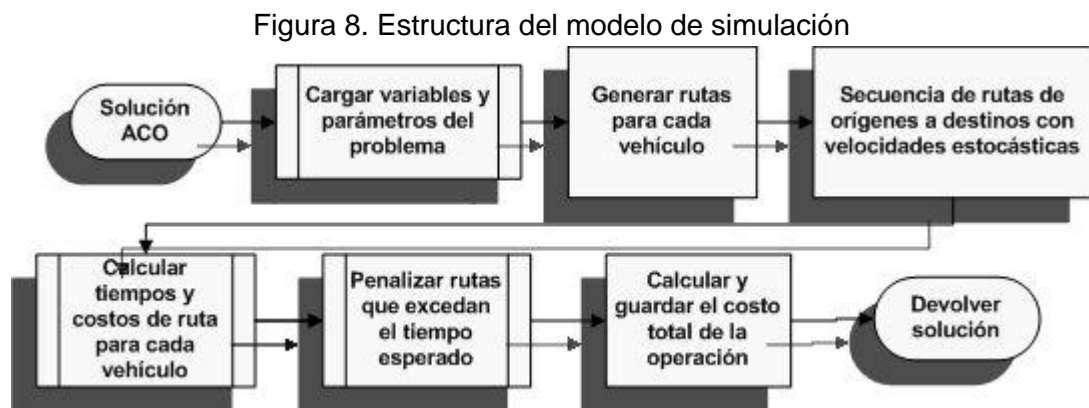 Figura 8. Estructura del modelo de simulación
Solución
ACO
Cargar variables y
parámetros del
problema
Generar rutas
para cada
vehículo
Secuencia de rutas de
orígenes a destinos con
velocidades estocásticas
Calcular
tiempos y
costos de ruta
para cada
vehículo
Penalizar rutas
que excedan
el tiempo
esperado
Calcular y
guardar el costo
total de la
operación
Devolver
solución